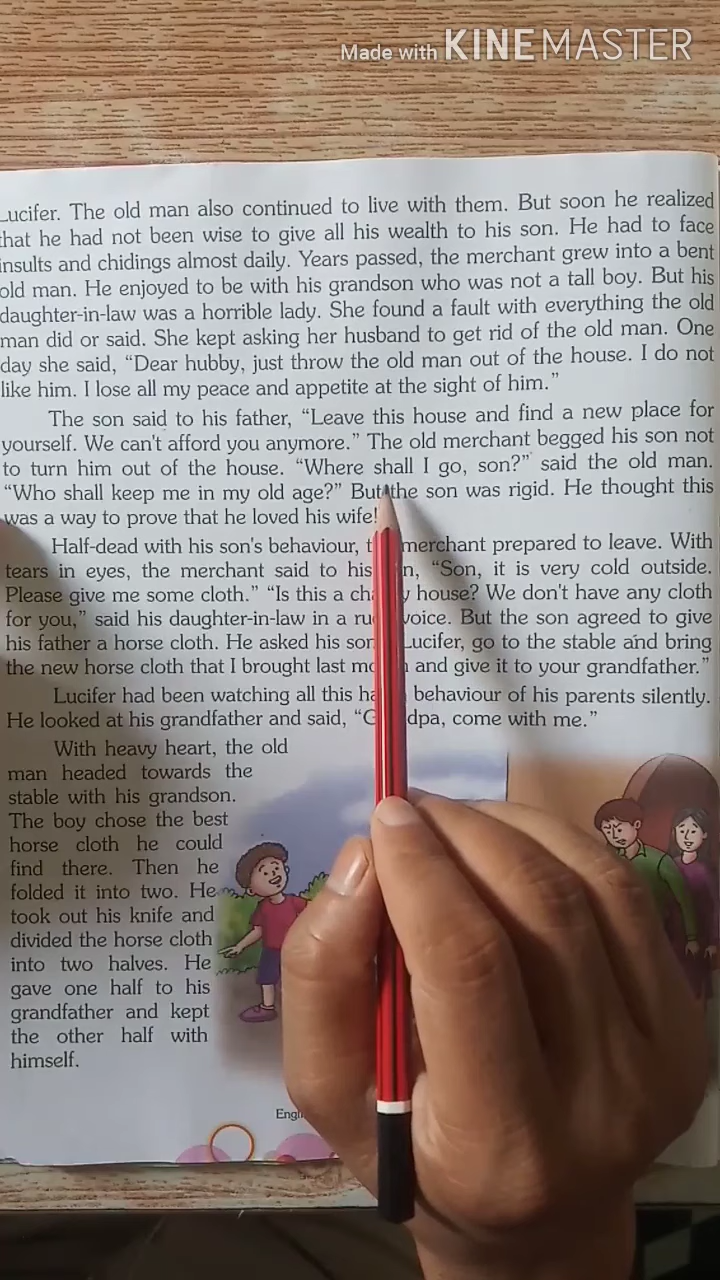 Made with KINEMASTER
Lucifer. The old man also continued to live with them. But soon he realized
that he had not been wise to give all his wealth to his son. He had to face
insults and chidings almost daily. Years passed, the merchant grew into a bent
old man. He enjoyed to be with his grandson who was not a tall boy. But his
daughter-in-law was a horrible lady. She found a fault with everything the old
man did or said. She kept asking her husband to get rid of the old man. One
day she said, “Dear hubby, just throw the old man out of the house. I do not
like him. I lose all my peace and appetite at the sight of him.”
The son said to his father, “Leave this house and find a new place for
yourself. We can't afford you anymore.” The old merchant begged his son not
to turn him out of the house. “Where shall I go, son?” said the old man.
“Who shall keep me in my old age?” But the son was rigid. He thought this
was a way to prove that he loved his wife!
Half-dead with his son's behaviour, merchant prepared to leave. With
tears in eyes, the merchant said to his “Son, it is very cold outside.
Please give me some cloth.” “Is this a house? We don't have any cloth
for you,” said his daughter-in-law in a voice. But the son agreed to give
his father a horse cloth. He asked his son Lucifer, go to the stable and bring
the new horse cloth that I brought last and give it to your grandfather.”
Lucifer had been watching all this behaviour of his parents silently.
He looked at his grandfather and said, “Grandpa, come with me.”
With heavy heart, the old
man headed towards the
stable with his grandson.
The boy chose the best
horse cloth he could
find there. Then he
folded it into two. He
took out his knife and
divided the horse cloth
into two halves. He
gave one half to his
grandfather and kept
the other half with
himself.